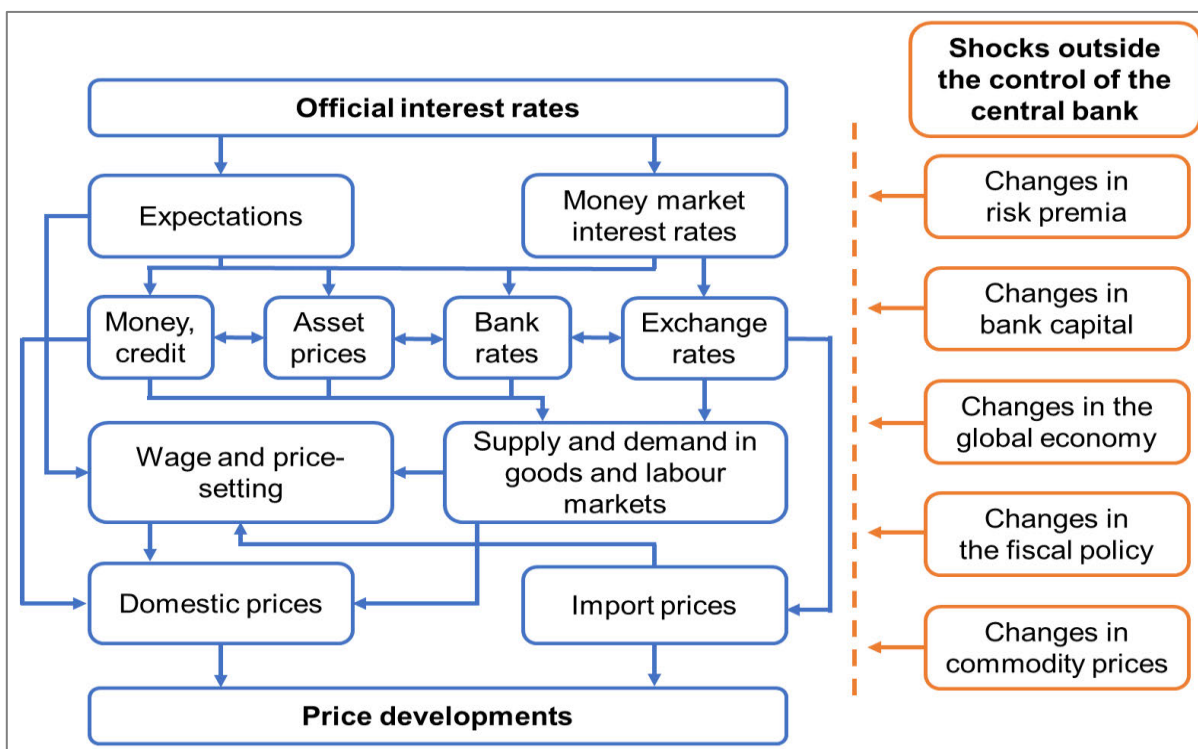 Official interest rates
Expectations
Money market
interest rates
Money,
credit
Asset
prices
Bank
rates
Exchange
rates
Wage and price-
setting
Supply and demand in
goods and labour
markets
Domestic prices
Import prices
Price developments
Shocks outside
the control of the
central bank
Changes in
risk premia
Changes in
bank capital
Changes in the
global economy
Changes in
the fiscal policy
Changes in
commodity prices